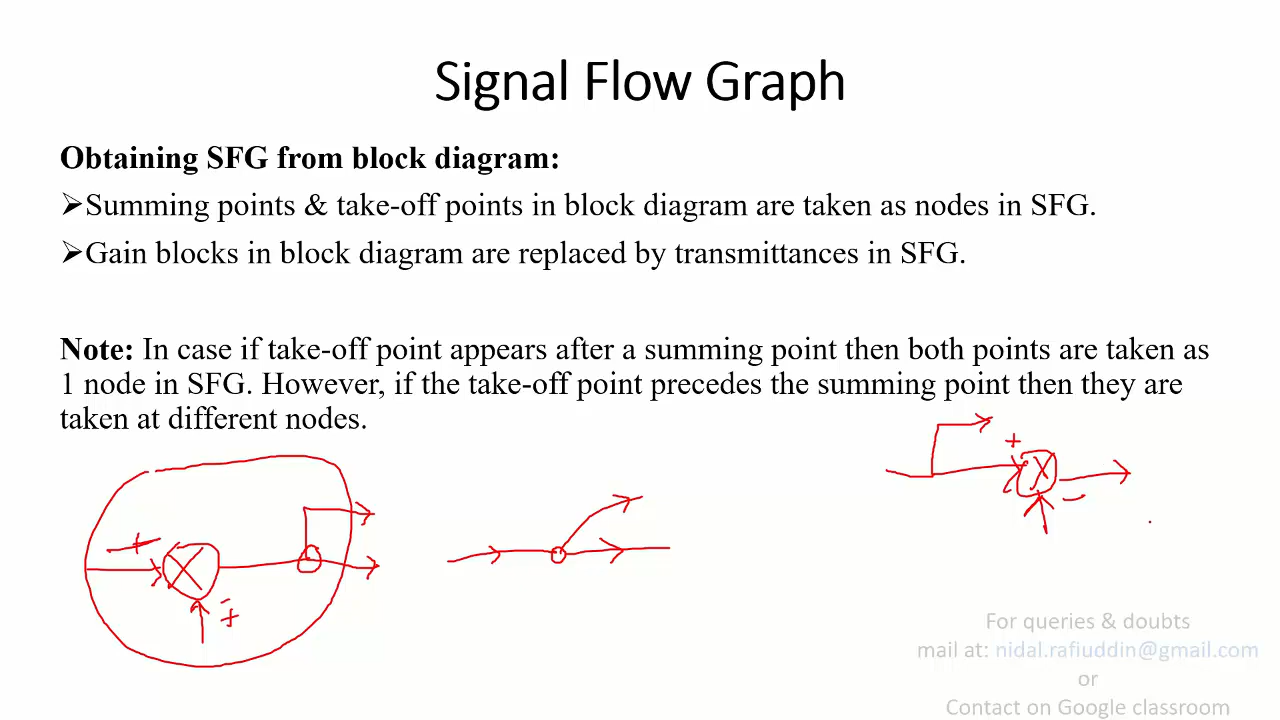 Signal Flow Graph
Obtaining SFG from block diagram:
➢Summing points & take-off points in block diagram are taken as nodes in SFG.
➢Gain blocks in block diagram are replaced by transmittances in SFG.
Note: In case if take-off point appears after a summing point then both points are taken as
1 node in SFG. However, if the take-off point precedes the summing point then they are
taken at different nodes.
+
+
-
+
-
For queries & doubts
mail at: nidal.rafiuddin@gmail.com
or
Contact on Google classroom